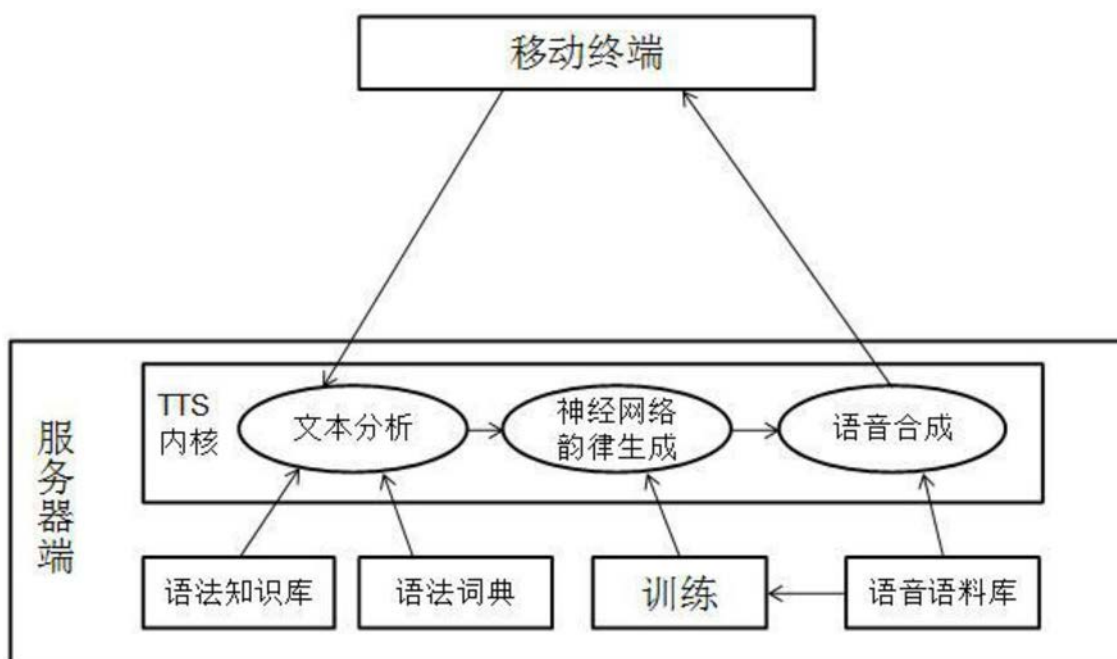 移动终端
TTS
内核
文本分析
神经网络
韵律生成
语音合成
服务器端
语法知识库
语法词典
训练
语音语料库